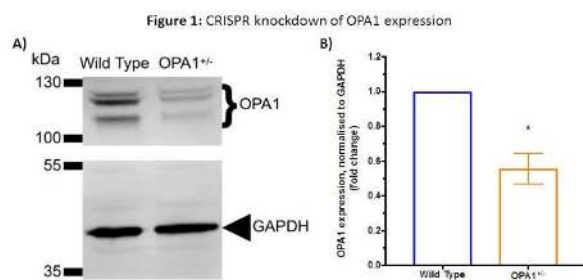 Figure 1: CRISPR knockdown of OPA1 expression
A)
kDa
Wild Type OPA1+/-
130
OPA1
100
55
GAPDH
35
B)
OPA1 expression, normalised to GAPDH
(fold change)
1.2
1.0
0.8
0.6
0.4
0.2
0.0
*
Wild Type OPA1+/-